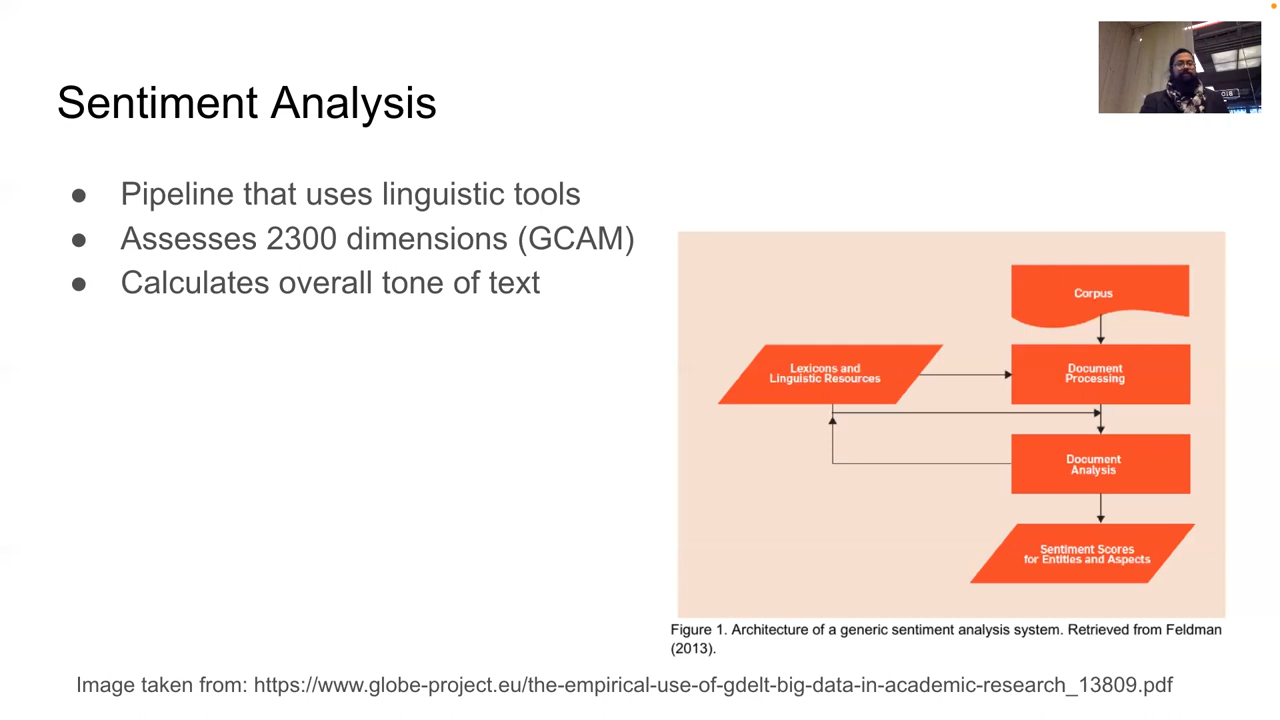 Sentiment Analysis
● Pipeline that uses linguistic tools
● Assesses 2300 dimensions (GCAM)
● Calculates overall tone of text
Corpus
Lexicons and
Linguistic Resources
Document
Processing
Document
Analysis
Sentiment Scores
for Entities and Aspects
Figure 1. Architecture of a generic sentiment analysis system. Retrieved from Feldman
(2013).
Image taken from: https://www.globe-project.eu/the-empirical-use-of-gdelt-big-data-in-academic-research_13809.pdf